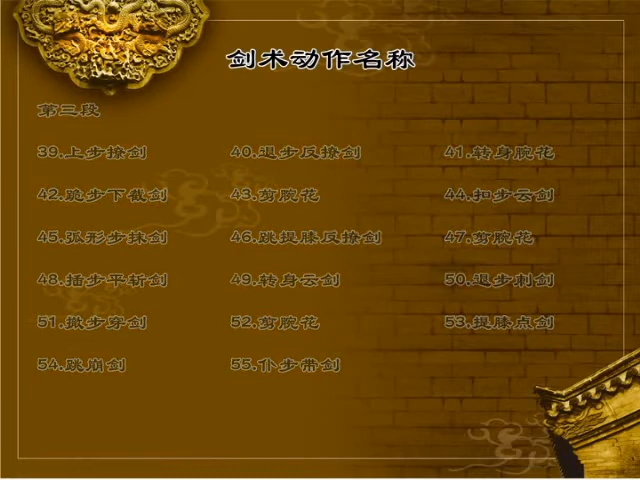 剑术动作名称
第三段
39.上步撩剑 40.退步反撩剑 41.转身腕花
42.跪步下截剑 43.剪腕花 44.扣步云剑
45.弧形步抹剑 46.跳提膝反撩剑 47.剪腕花
48.插步平斩剑 49.转身云剑 50.退步刺剑
51.撤步穿剑 52.剪腕花 53.提膝点剑
54.跳崩剑 55.仆步带剑